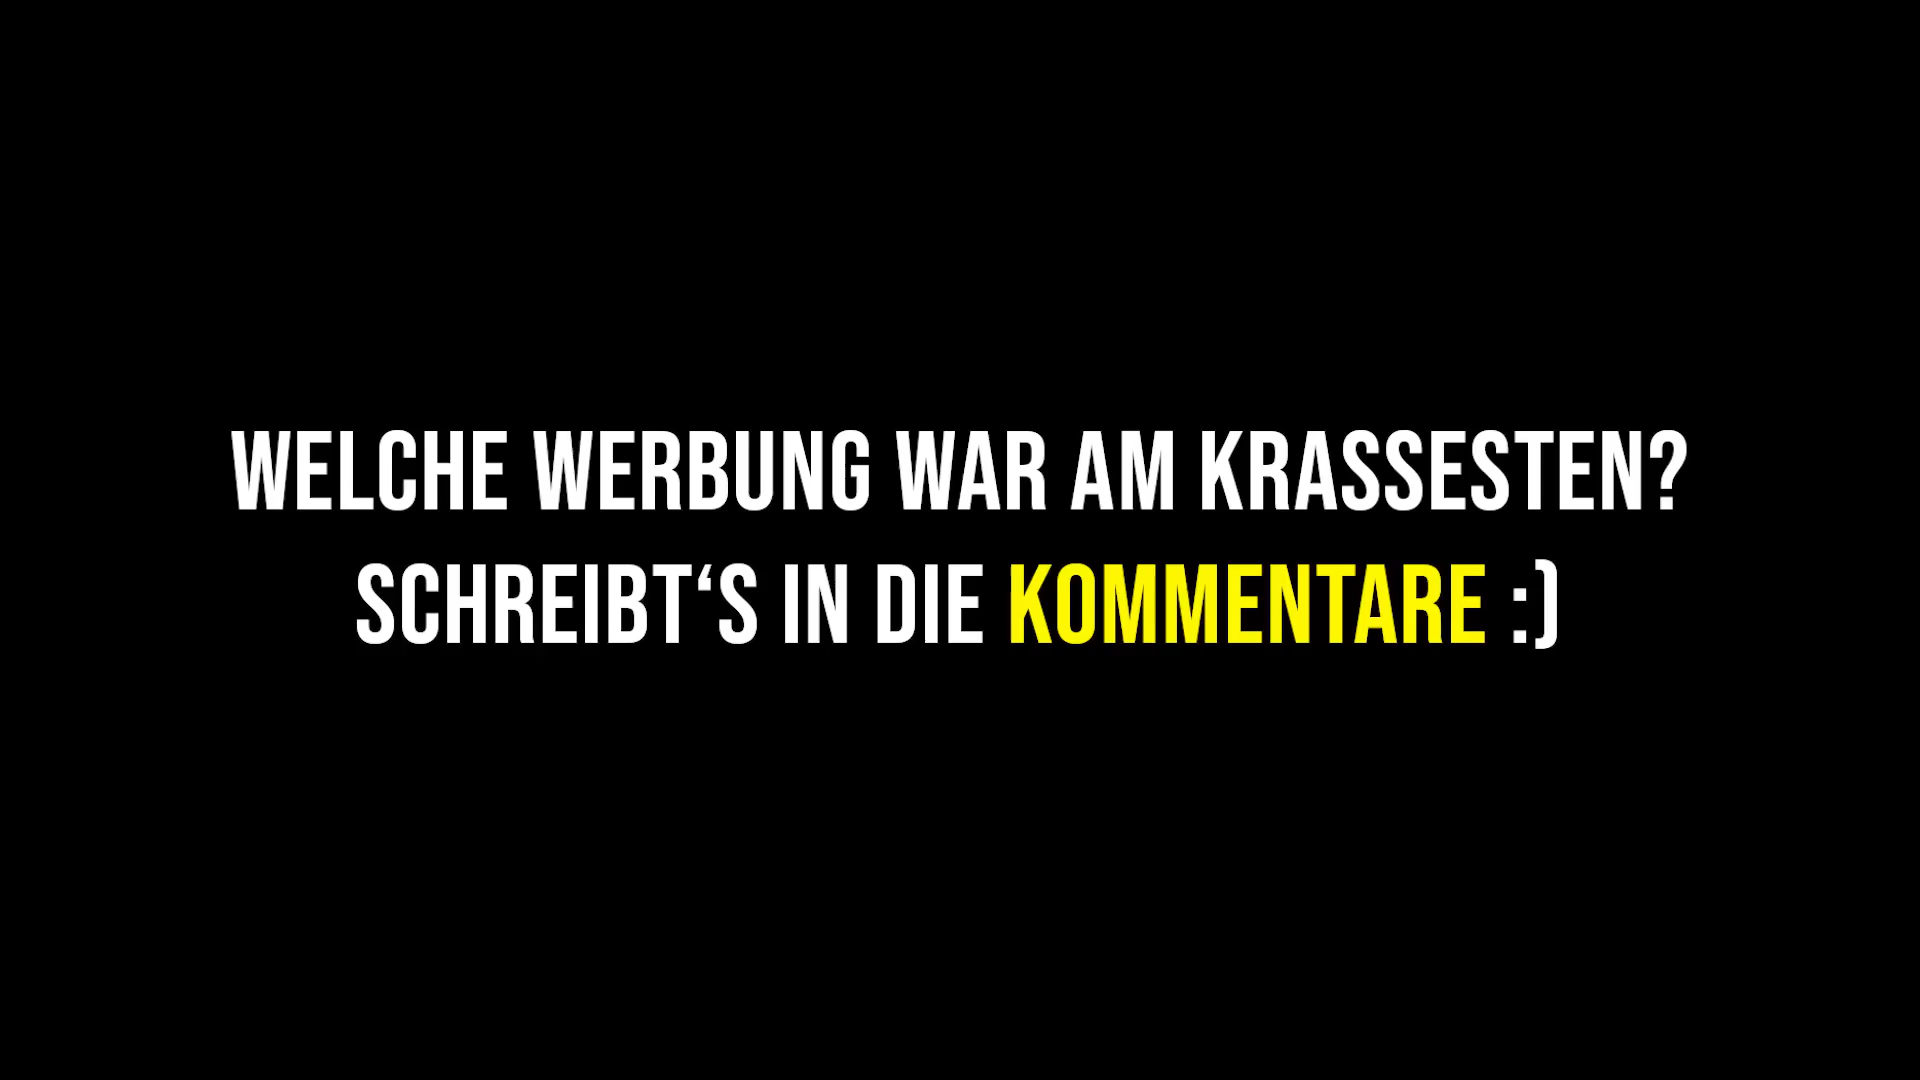 WELCHE WERBUNG WAR AM KRASSESTEN?
SCHREIBT‘S IN DIE KOMMENTARE :)